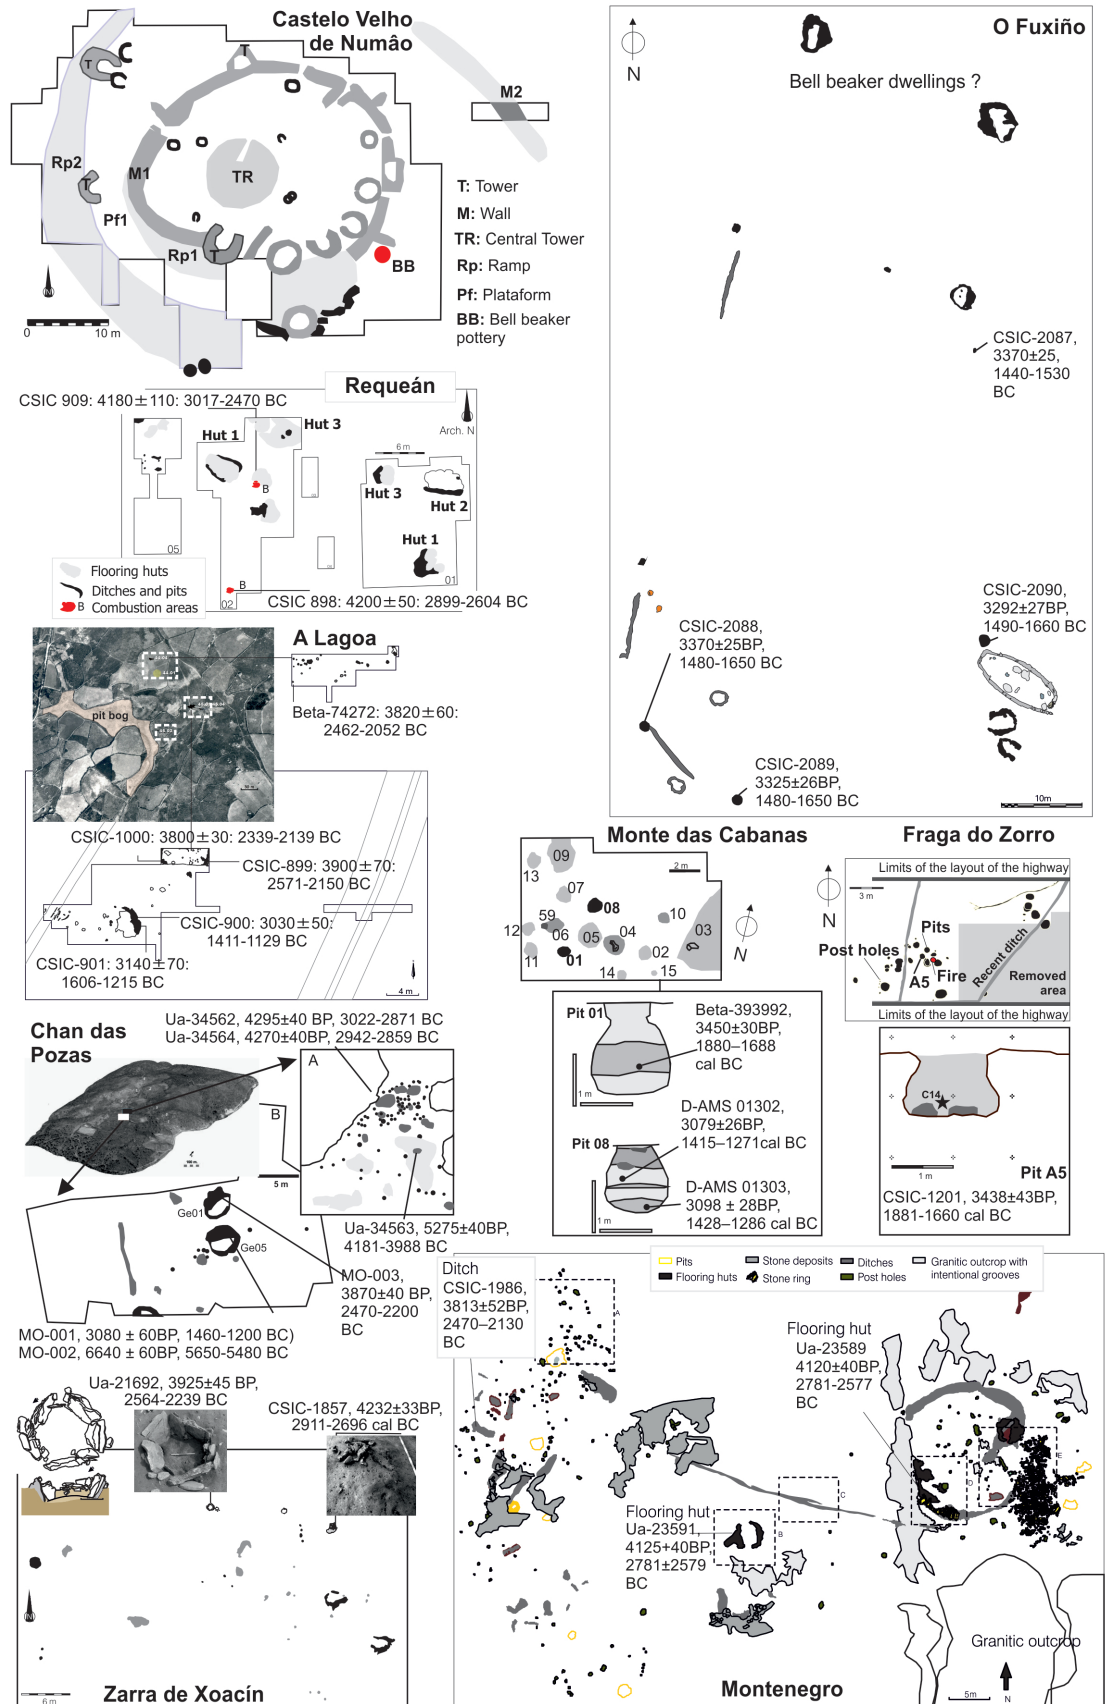 Castelo Velho
de Numâo
T
T
M2
Rp2
M1
TR
T
Pf1
Rp1
T
BB
N
0 10 m
T: Tower
M: Wall
TR: Central Tower
Rp: Ramp
Pf: Plataform
BB: Bell beaker
pottery
O Fuxiño
N
Bell beaker dwellings ?
CSIC-2087,
3370±25,
1440-1530
BC
CSIC-2088,
3370±25BP,
1480-1650 BC
CSIC-2090,
3292±27BP,
1490-1660 BC
CSIC-2089,
3325±26BP,
1480-1650 BC
10m
Requeán
CSIC 909: 4180±110: 3017-2470 BC
Arch. N
Hut 1
Hut 3
6 m
B
Hut 3
Hut 2
Hut 1
05
01
02
B
Flooring huts
Ditches and pits
B Combustion areas
CSIC 898: 4200±50: 2899-2604 BC
A Lagoa
pit bog
Beta-74272: 3820±60:
2462-2052 BC
CSIC-1000: 3800±30: 2339-2139 BC
CSIC-899: 3900±70:
2571-2150 BC
CSIC-900: 3030±50:
1411-1129 BC
CSIC-901: 3140±70:
1606-1215 BC
4 m
Monte das Cabanas
09
13
2 m
07
08
59
10
12
06
05
04
03
11
01
02
14
15
N
Pit 01
Beta-393992,
3450±30BP,
1880–1688
cal BC
1 m
1 m
D-AMS 01302,
3079±26BP,
1415–1271cal BC
Pit 08
D-AMS 01303,
3098 ± 28BP,
1428–1286 cal BC
1 m
1 m
Fraga do Zorro
N
Limits of the layout of the highway
3 m
Pits
Post holes
A5
Fire
Recent ditch
Removed
area
Limits of the layout of the highway
C14
1 m
Pit A5
CSIC-1201, 3438±43BP,
1881-1660 cal BC
Chan das
Pozas
Ua-34562, 4295±40 BP, 3022-2871 BC
Ua-34564, 4270±40BP, 2942-2859 BC
A
B
5 m
Ge01
Ge05
Ua-34563, 5275±40BP,
4181-3988 BC
MO-003,
3870±40 BP,
2470-2200
BC
MO-001, 3080 ± 60BP, 1460-1200 BC)
MO-002, 6640 ± 60BP, 5650-5480 BC
Ua-21692, 3925±45 BP,
2564-2239 BC
CSIC-1857, 4232±33BP,
2911-2696 cal BC
N
6 m
Zarra de Xoacín
Pits
Flooring huts
Stone deposits
Stone ring
Ditches
Post holes
Granitic outcrop with
intentional grooves
Ditch
CSIC-1986,
3813±52BP,
2470–2130
BC
A
Flooring hut
Ua-23589
4120±40BP,
2781-2577
BC
D
C
B
Flooring hut
Ua-23591,
4125+40BP,
2781±2579
BC
Granitic outcrop
5m
N
Montenegro